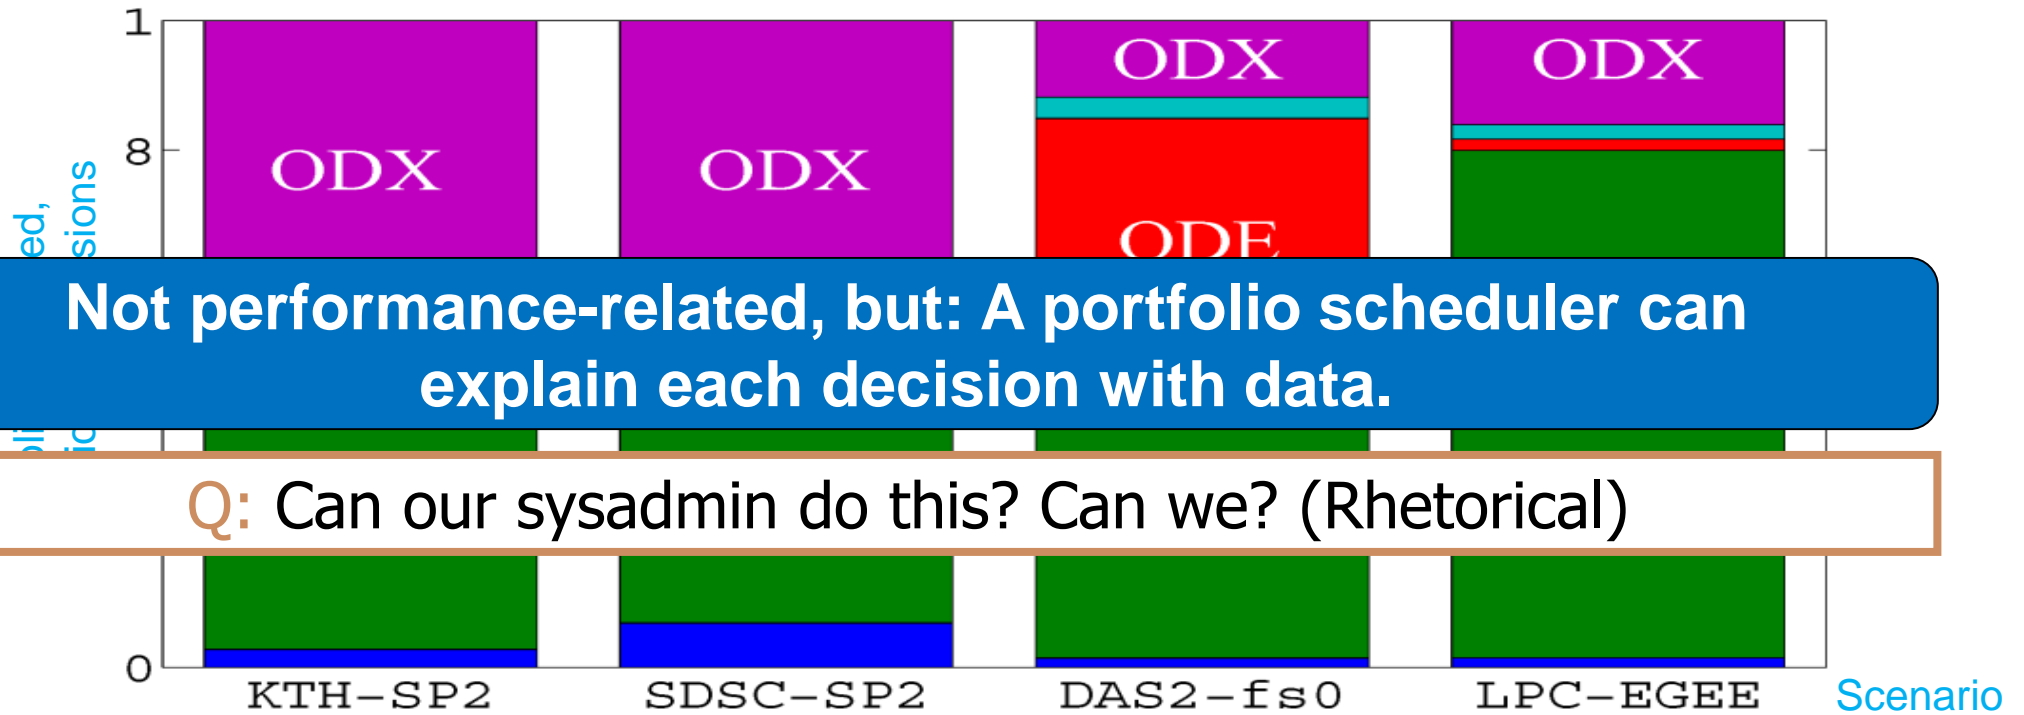 1
ODX
ODX
8
ODX
ODX
ODE
Not performance-related, but: A portfolio scheduler can
explain each decision with data.
Q: Can our sysadmin do this? Can we? (Rhetorical)
0
KTH-SP2
SDSC-SP2
DAS2-fs0
LPC-EGEE
Scenario